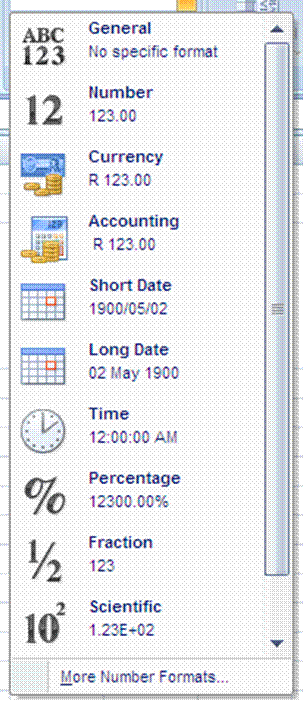 ABC
123
General
No specific format
12
Number
123.00
Currency
R 123.00
Accounting
R 123.00
Short Date
1900/05/02
Long Date
02 May 1900
Time
12:00:00 AM
%
Percentage
12300.00%
½
Fraction
123
10²
Scientific
1.23E+02
More Number Formats...